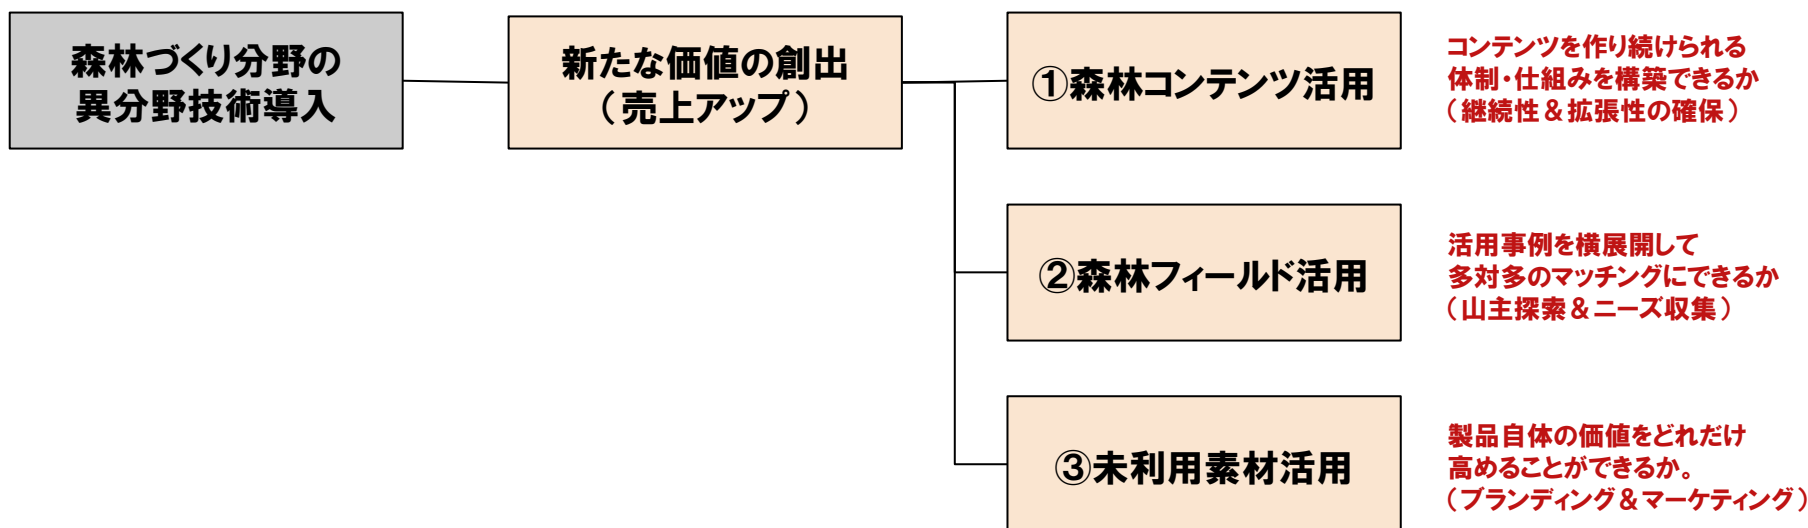 森林づくり分野の
異分野技術導入
新たな価値の創出
（売上アップ）
①森林コンテンツ活用
コンテンツを作り続けられる
体制・仕組みを構築できるか
（継続性＆拡張性の確保）
②森林フィールド活用
活用事例を横展開して
多対多のマッチングにできるか
（山主探索＆ニーズ収集）
③未利用素材活用
製品自体の価値をどれだけ
高めることができるか。
（ブランディング＆マーケティング）